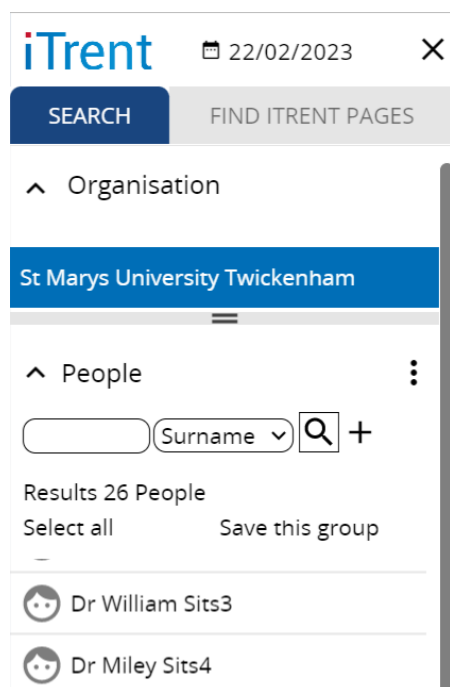 iTrent 22/02/2023
SEARCH FIND ITRENT PAGES
Organisation
St Marys University Twickenham
People
Surname
Results 26 People
Select all Save this group
Dr William Sits3
Dr Miley Sits4